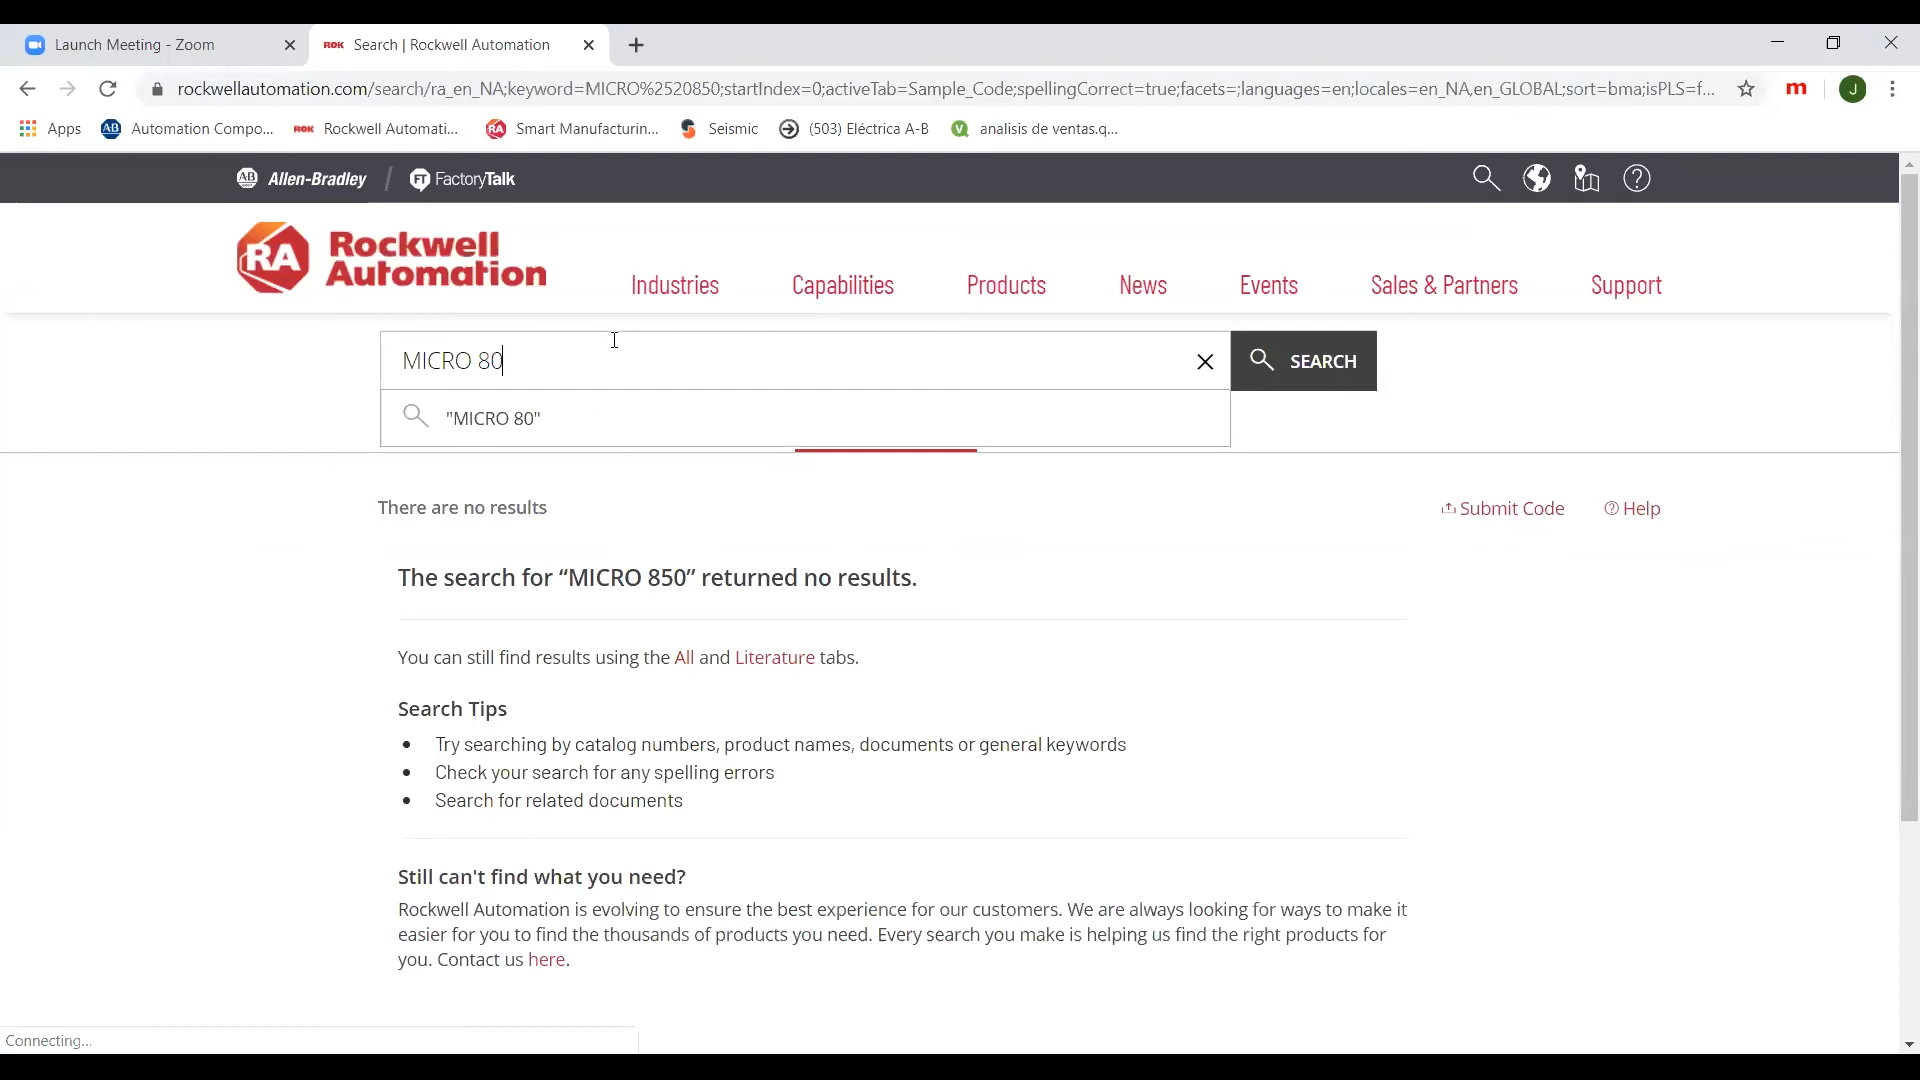 Launch Meeting - Zoom
ROK Search | Rockwell Automation
rockwellautomation.com/search/ra_en_NA;keyword=MICRO%2520850;startIndex=0;activeTab=Sample_Code;spellingCorrect=true;facets=;languages=en;locales=en_NA,en_GLOBAL;sort=bma;isPLS=f...
m
J
Apps
AB Automation Compo...
ROK Rockwell Automati...
RA Smart Manufacturin...
Seismic
(503) Eléctrica A-B
V analisis de ventas.q...
AB Allen-Bradley / FT FactoryTalk
RA Rockwell
Automation
Industries Capabilities Products News Events Sales & Partners Support
MICRO 80
SEARCH
"MICRO 80"
There are no results
Submit Code
Help
The search for “MICRO 850” returned no results.
You can still find results using the All and Literature tabs.
Search Tips
• Try searching by catalog numbers, product names, documents or general keywords
• Check your search for any spelling errors
• Search for related documents
Still can't find what you need?
Rockwell Automation is evolving to ensure the best experience for our customers. We are always looking for ways to make it
easier for you to find the thousands of products you need. Every search you make is helping us find the right products for
you. Contact us here.
Connecting...